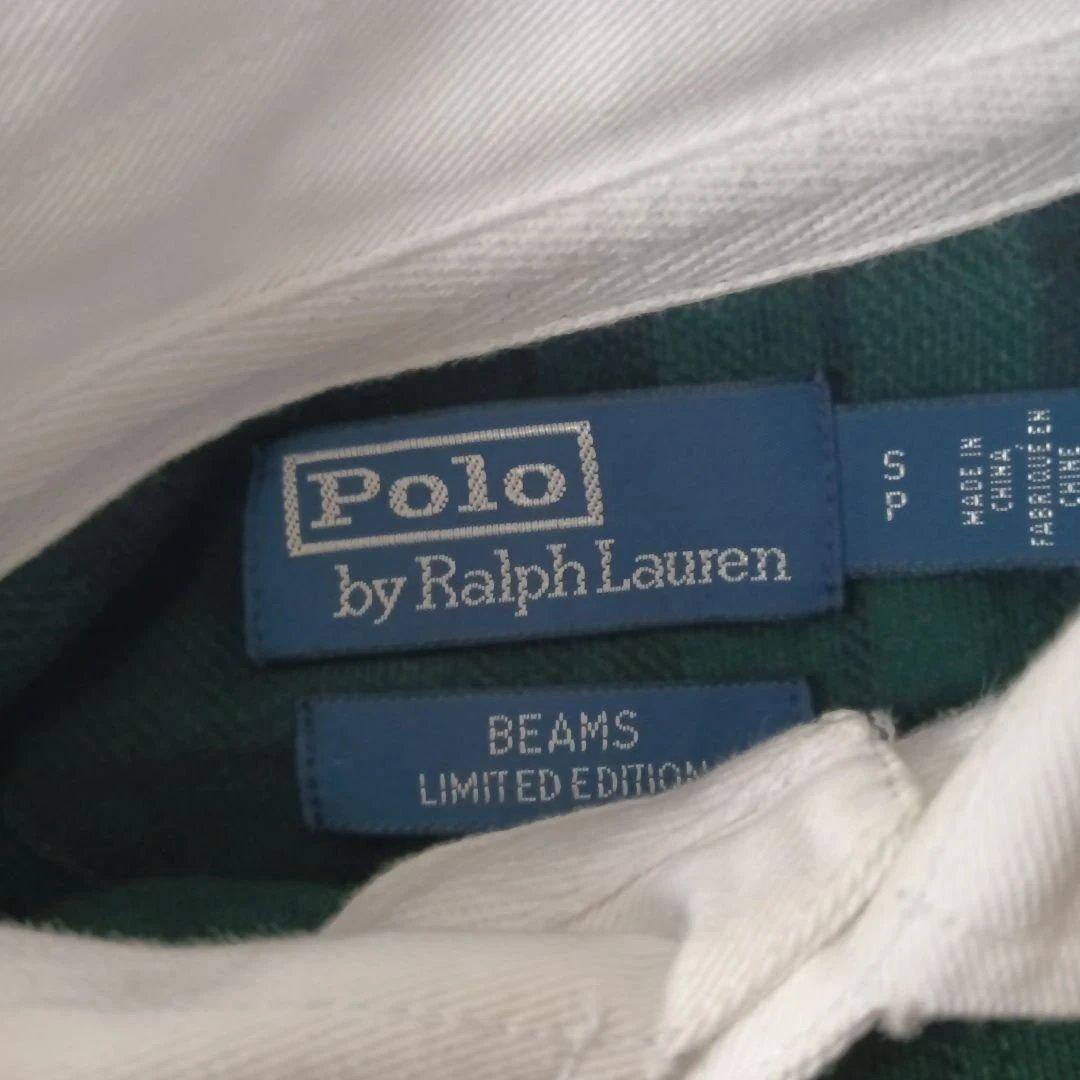 Polo
by Ralph Lauren
S
P
MADE IN
CHINA
FABRIQUÉ EN
CHINE
BEAMS
LIMITED EDITION